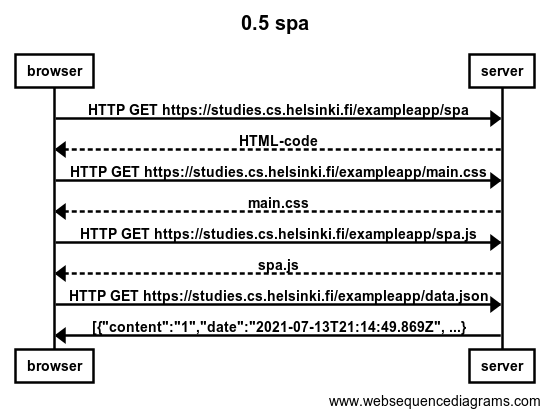 0.5 spa
browser server
HTTP GET https://studies.cs.helsinki.fi/exampleapp/spa
HTML-code
HTTP GET https://studies.cs.helsinki.fi/exampleapp/main.css
main.css
HTTP GET https://studies.cs.helsinki.fi/exampleapp/spa.js
spa.js
HTTP GET https://studies.cs.helsinki.fi/exampleapp/data.json
[{"content":"1","date":"2021-07-13T21:14:49.869Z", ...}
browser server
www.websequencediagrams.com